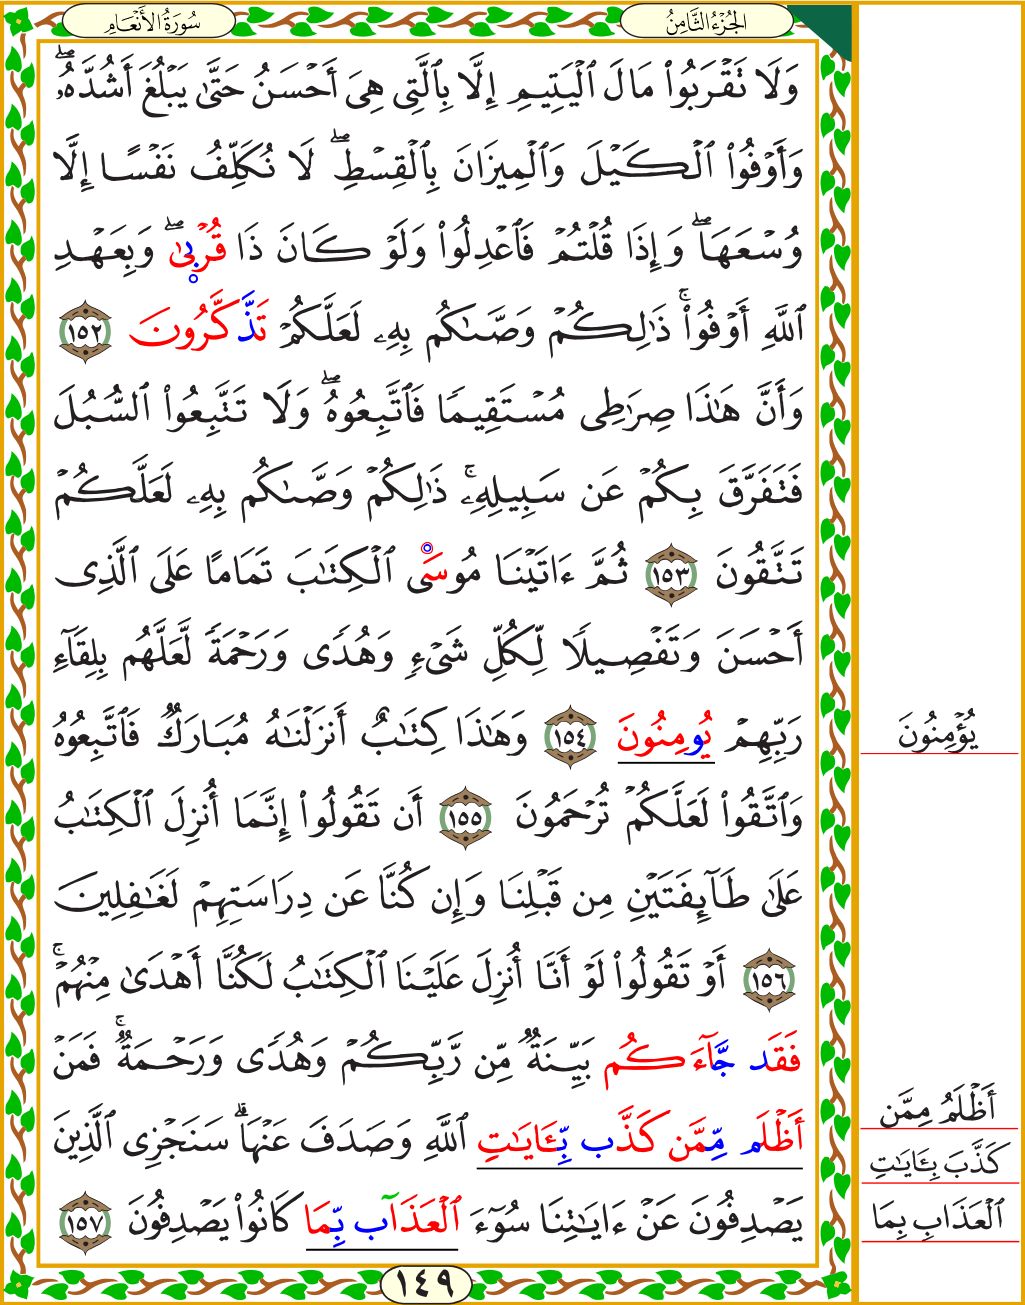 الجُزْءُ الثَّامِنُ
سُورَةُ الأَنْعَامِ
وَلَا تَقْرَبُوا۟ مَالَ ٱلْيَتِيمِ إِلَّا بِٱلَّتِى هِىَ أَحْسَنُ حَتَّىٰ يَبْلُغَ أَشُدَّهُۥۖ
وَأَوْفُوا۟ ٱلْكَيْلَ وَٱلْمِيزَانَ بِٱلْقِسْطِۖ لَا نُكَلِّفُ نَفْسًا إِلَّا
وُسْعَهَاۖ وَإِذَا قُلْتُمْ فَٱعْدِلُوا۟ وَلَوْ كَانَ ذَا قُرْبىٰۖ وَبِعَهْدِ
ٱللَّهِ أَوْفُوا۟ۚ ذَٰلِكُمْ وَصَّىٰكُم بِهِۦ لَعَلَّكُمْ تَذَّكَّرُونَ ١٥٢
وَأَنَّ هَٰذَا صِرَٰطِى مُسْتَقِيمًا فَٱتَّبِعُوهُۖ وَلَا تَتَّبِعُوا۟ ٱلسُّبُلَ
فَتَفَرَّقَ بِكُمْ عَن سَبِيلِهِۦۚ ذَٰلِكُمْ وَصَّىٰكُم بِهِۦ لَعَلَّكُمْ
تَتَّقُونَ ١٥٣ ثُمَّ ءَاتَيْنَا مُوسَى ٱلْكِتَٰبَ تَمَامًا عَلَى ٱلَّذِى
أَحْسَنَ وَتَفْصِيلًا لِّكُلِّ شَىْءٍ وَهُدًى وَرَحْمَةً لَّعَلَّهُم بِلِقَآءِ
رَبِّهِمْ يُومِنُونَ ١٥٤ وَهَٰذَا كِتَٰبٌ أَنزَلْنَٰهُ مُبَارَكٌ فَٱتَّبِعُوهُ
وَٱتَّقُوا۟ لَعَلَّكُمْ تُرْحَمُونَ ١٥٥ أَن تَقُولُوٓا۟ إِنَّمَآ أُنزِلَ ٱلْكِتَٰبُ
عَلَىٰ طَآئِفَتَيْنِ مِن قَبْلِنَا وَإِن كُنَّا عَن دِرَاسَتِهِمْ لَغَٰفِلِينَ
١٥٦ أَوْ تَقُولُوا۟ لَوْ أَنَّا أُنزِلَ عَلَيْنَا ٱلْكِتَٰبُ لَكُنَّا أَهْدَىٰ مِنْهُمْۚ
فَقَد جَّآءَكُم بَيِّنَةٌ مِّن رَّبِّكُمْ وَهُدًى وَرَحْمَةٌۚ فَمَنْ
أَظْلَم مِّمَّن كَذَّب بِّـَٔايَٰتِ ٱللَّهِ وَصَدَفَ عَنْهَاۗ سَنَجْزِى ٱلَّذِينَ
يَصْدِفُونَ عَنْ ءَايَٰتِنَا سُوٓءَ ٱلْعَذَآب بِّمَا كَانُوا۟ يَصْدِفُونَ ١٥٧
يُؤْمِنُونَ
أَظْلَمُ مِمَّن
كَذَّبَ بِـَٔايَٰتِ
ٱلْعَذَابِ بِمَا
١٤٩